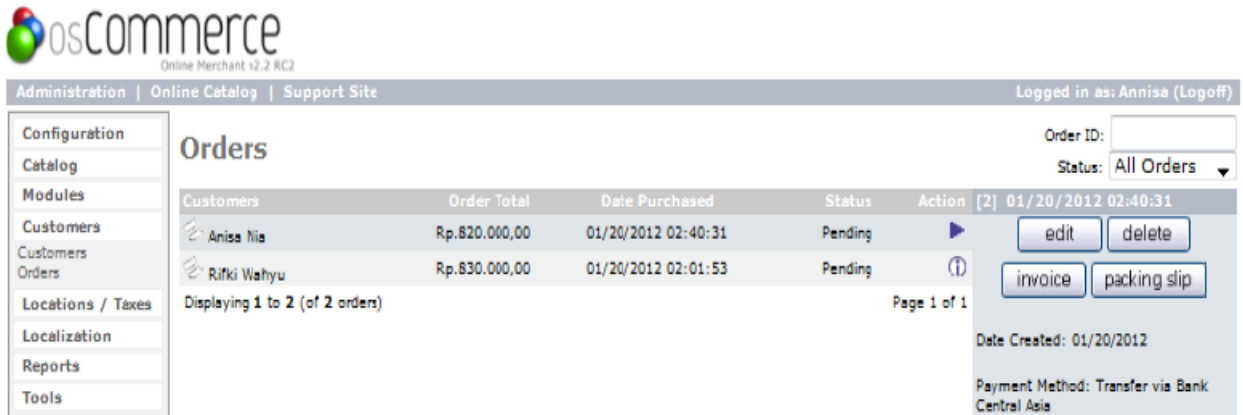 osCommerce
Online Merchant v2.2 RC2
Administration | Online Catalog | Support Site
Logged in as: Annisa (Logoff)
Configuration
Catalog
Modules
Customers
Customers
Orders
Locations / Taxes
Localization
Reports
Tools
Orders
Order ID:
Status: All Orders
Customers Order Total Date Purchased Status Action
Anisa Nia Rp.820.000,00 01/20/2012 02:40:31 Pending
Rifki Wahyu Rp.830.000,00 01/20/2012 02:01:53 Pending
Displaying 1 to 2 (of 2 orders) Page 1 of 1
[2] 01/20/2012 02:40:31
edit delete
invoice packing slip
Date Created: 01/20/2012
Payment Method: Transfer via Bank
Central Asia